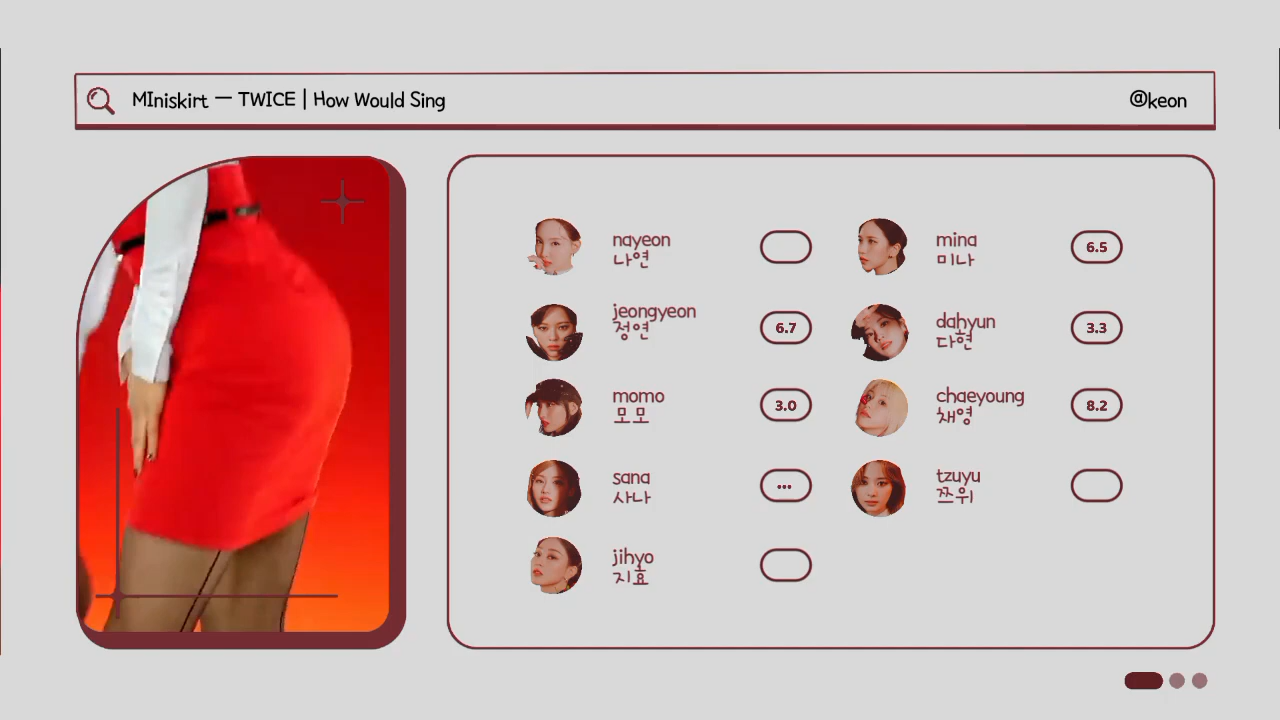 MIniskirt — TWICE | How Would Sing
@keon
nayeon
나연
mina
6.5
미나
jeongyeon
정연
6.7
dahyun
다현
3.3
momo
모모
3.0
chaeyoung
채영
8.2
sana
사나
...
tzuyu
쯔위
jihyo
지효